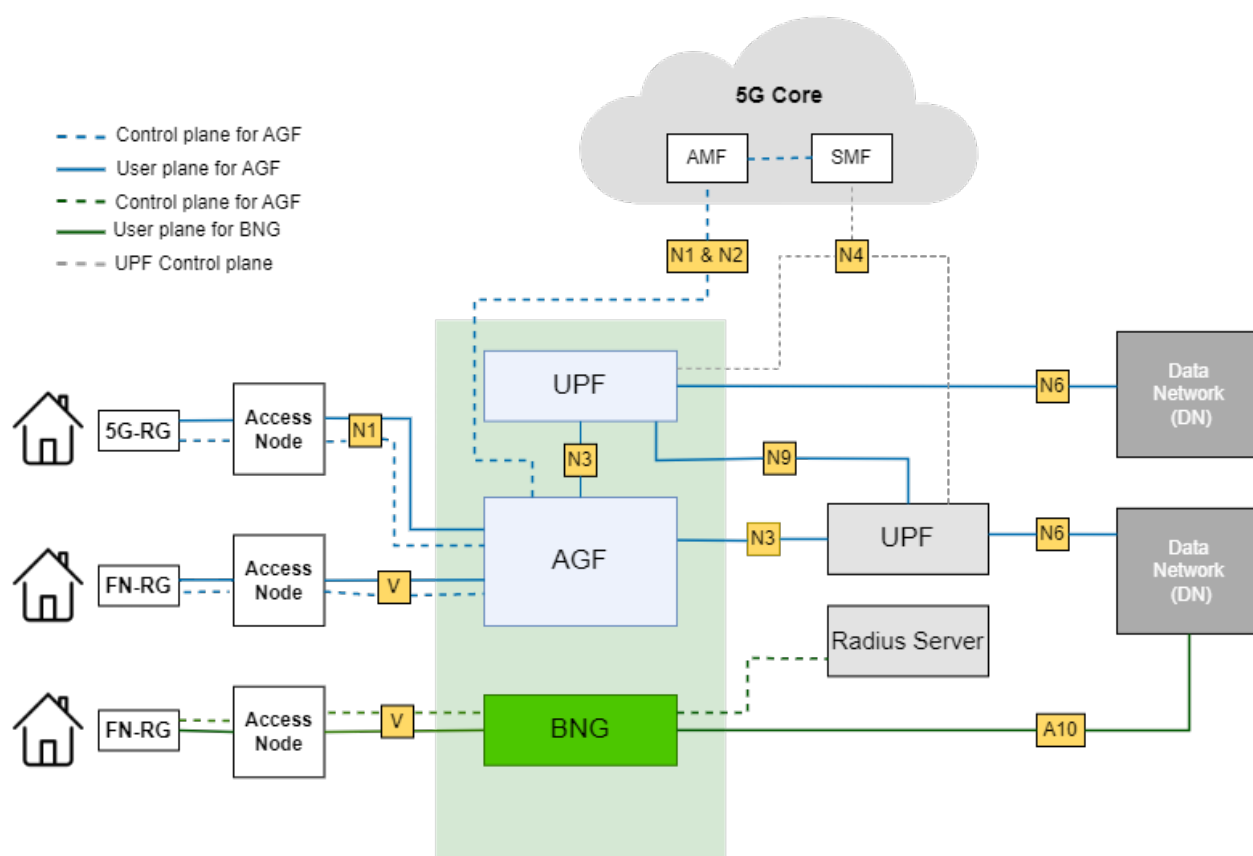 5G Core
AMF
SMF
Control plane for AGF
User plane for AGF
Control plane for AGF
User plane for BNG
UPF Control plane
N1 & N2
N4
UPF
N6
Data
Network
(DN)
5G-RG
Access
Node
N1
N3
N9
AGF
N3
UPF
N6
Data
Network
(DN)
FN-RG
Access
Node
V
Radius Server
FN-RG
Access
Node
V
BNG
A10